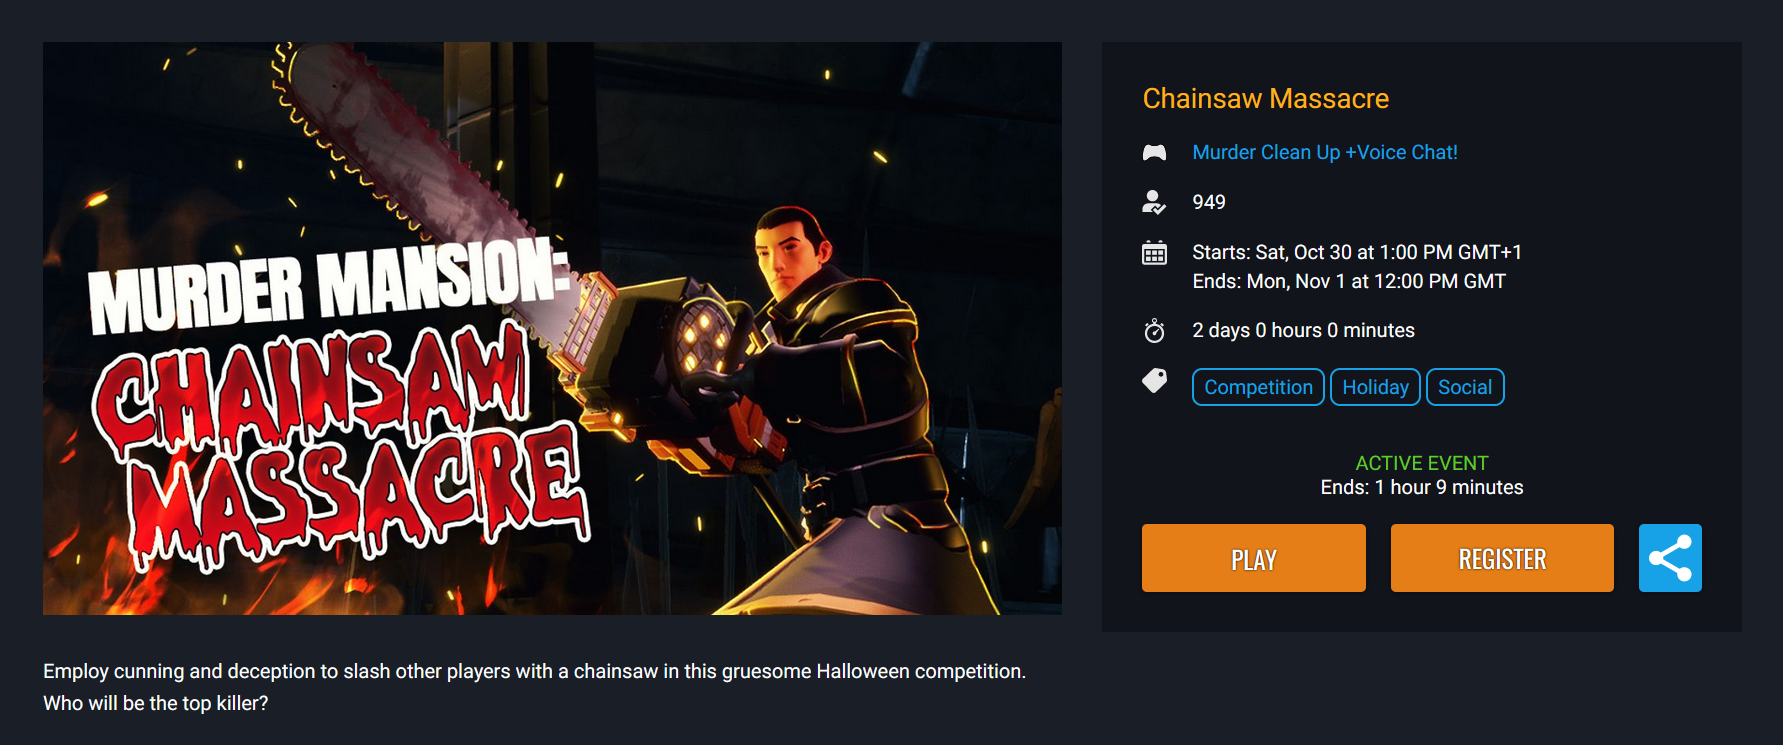 MURDER MANSION:
CHAINSAW
MASSACRE
Chainsaw Massacre
Murder Clean Up +Voice Chat!
949
Starts: Sat, Oct 30 at 1:00 PM GMT+1
Ends: Mon, Nov 1 at 12:00 PM GMT
2 days 0 hours 0 minutes
Competition Holiday Social
ACTIVE EVENT
Ends: 1 hour 9 minutes
PLAY REGISTER
Employ cunning and deception to slash other players with a chainsaw in this gruesome Halloween competition.
Who will be the top killer?